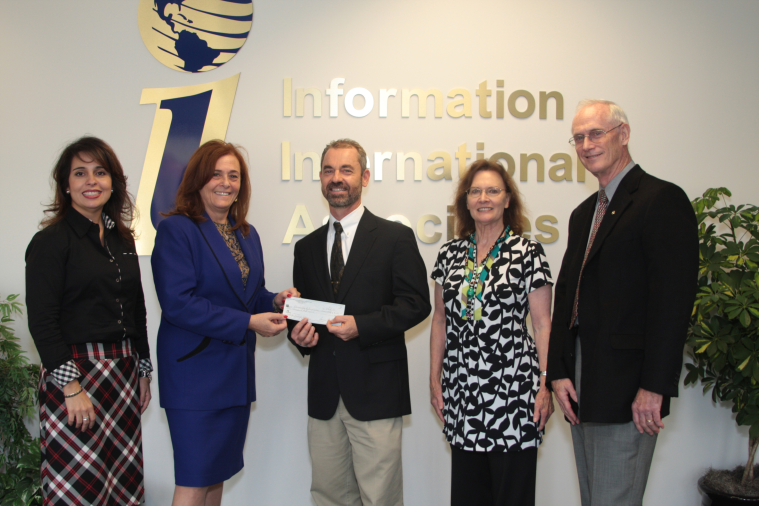 i
Information
International
Associates